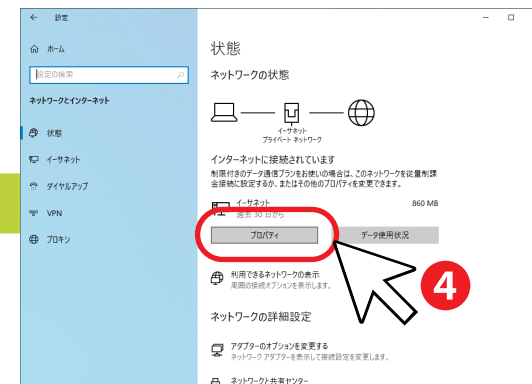 設定
ホーム
設定の検索
ネットワークとインターネット
状態
イーサネット
ダイヤルアップ
VPN
プロキシ
状態
ネットワークの状態
イーサネット
プライベート ネットワーク
インターネットに接続されています
制限付きのデータ通信プランをお使いの場合は、このネットワークを従量制課
金接続に設定するか、またはその他のプロパティを変更できます。
イーサネット
過去 30 日から
860 MB
プロパティ
データ使用状況
4
利用できるネットワークの表示
周囲の接続オプションを表示します。
ネットワークの詳細設定
アダプターのオプションを変更する
ネットワーク アダプターを表示して接続設定を変更します。
ネットワークと共有センター